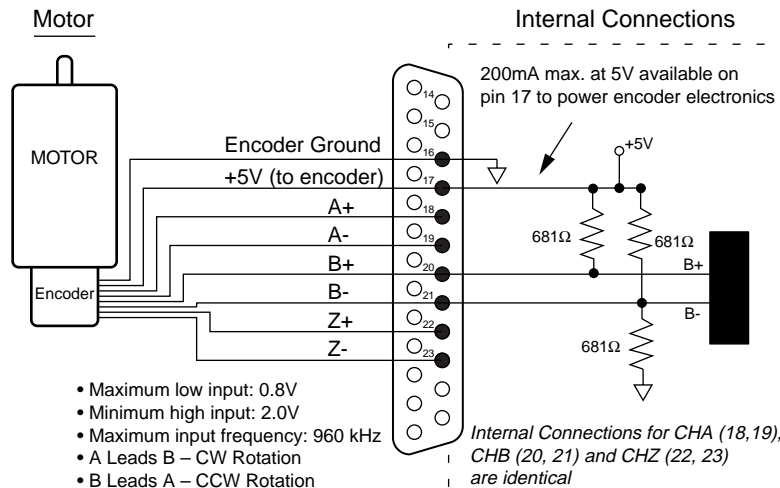 Motor
Internal Connections
200mA max. at 5V available on
pin 17 to power encoder electronics
+5V
MOTOR
Encoder
Encoder Ground
+5V (to encoder)
A+
A-
B+
B-
Z+
Z-
14
15
16
17
18
19
20
21
22
23
681Ω
681Ω
B+
B-
681Ω
• Maximum low input: 0.8V
• Minimum high input: 2.0V
• Maximum input frequency: 960 kHz
• A Leads B – CW Rotation
• B Leads A – CCW Rotation
Internal Connections for CHA (18,19),
CHB (20, 21) and CHZ (22, 23)
are identical